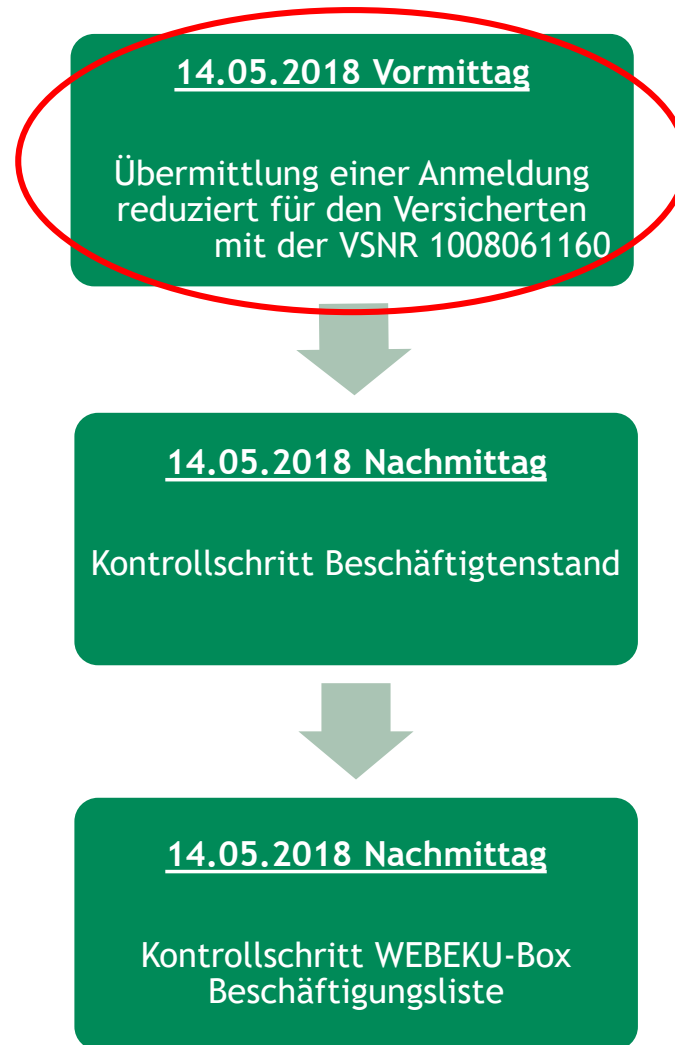 14.05.2018 Vormittag
Übermittlung einer Anmeldung
reduziert für den Versicherten
mit der VSNR 1008061160
14.05.2018 Nachmittag
Kontrollschritt Beschäftigtenstand
14.05.2018 Nachmittag
Kontrollschritt WEBEKU-Box
Beschäftigungsliste